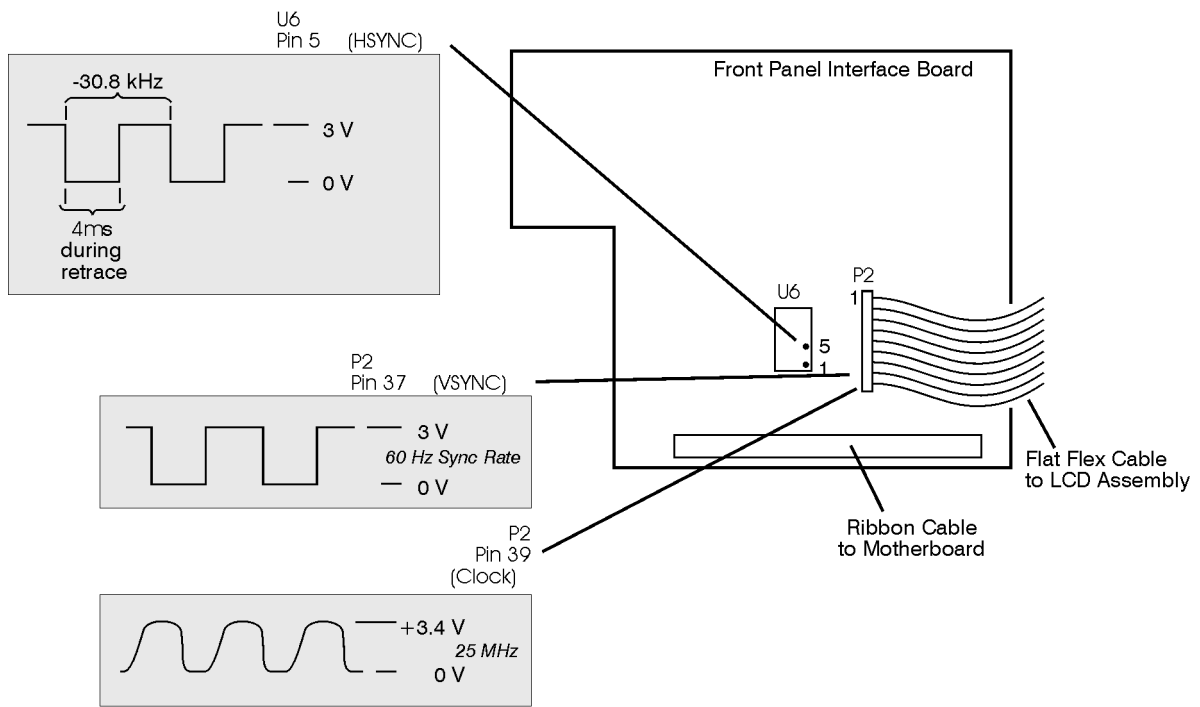 U6
Pin 5 (HSYNC)
-30.8 kHz
3 V
0 V
4ms
during
retrace
Front Panel Interface Board
U6
5
1
P2
1
P2
Pin 37 (VSYNC)
3 V
60 Hz Sync Rate
0 V
Flat Flex Cable
to LCD Assembly
Ribbon Cable
to Motherboard
P2
Pin 39
(Clock)
+3.4 V
25 MHz
0 V